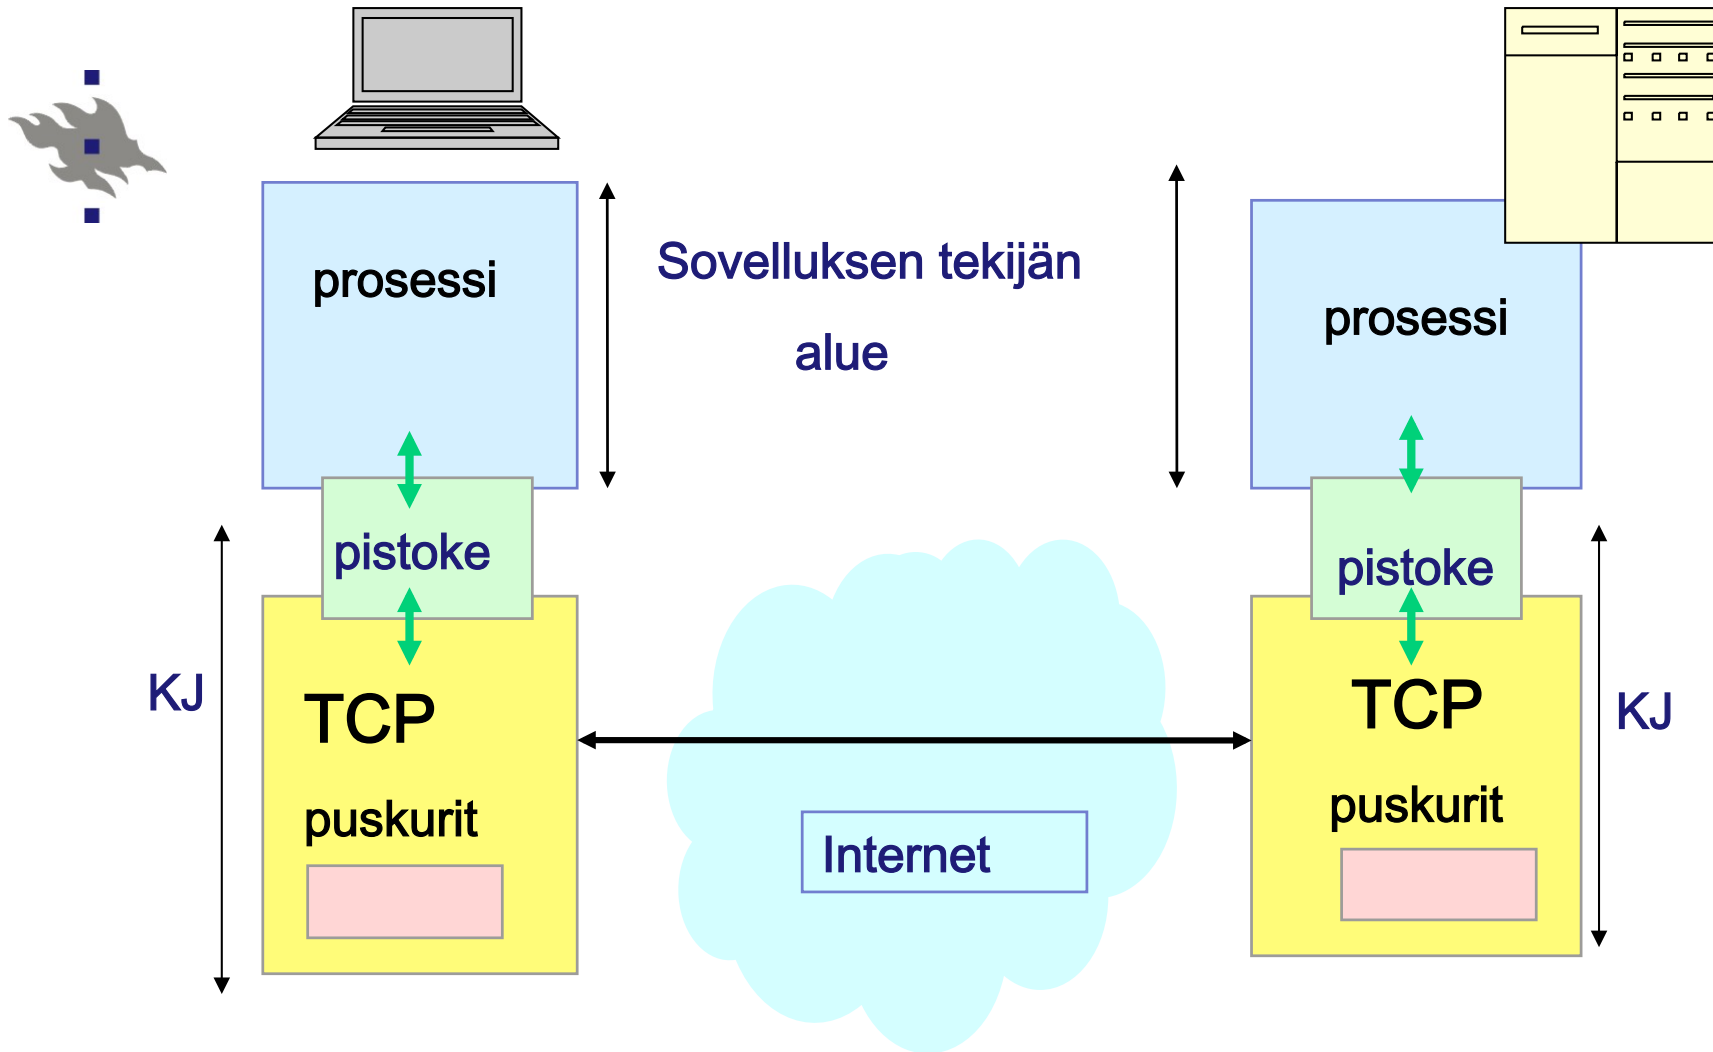 Sovelluksen tekijän
alue
prosessi
prosessi
pistoke
pistoke
KJ
TCP
TCP
KJ
puskurit
puskurit
Internet